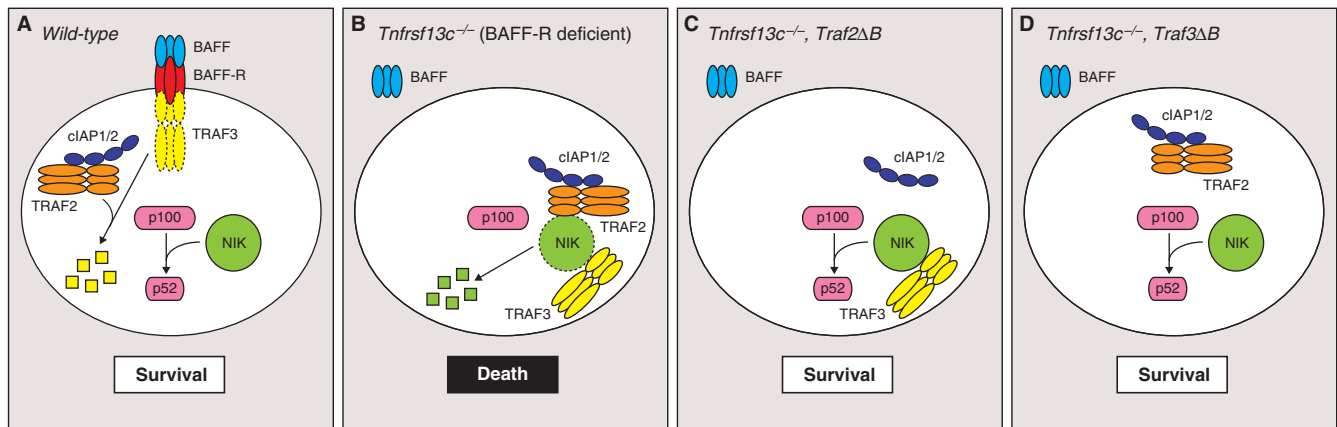 A Wild-type
BAFF
BAFF-R
TRAF3
cIAP1/2
TRAF2
p100
NIK
p52
Survival
B Tnfrsf13c–/– (BAFF-R deficient)
BAFF
cIAP1/2
p100
TRAF2
NIK
TRAF3
Death
C Tnfrsf13c–/–, Traf2ΔB
BAFF
cIAP1/2
p100
NIK
p52
TRAF3
Survival
D Tnfrsf13c–/–, Traf3ΔB
BAFF
cIAP1/2
TRAF2
p100
NIK
p52
Survival